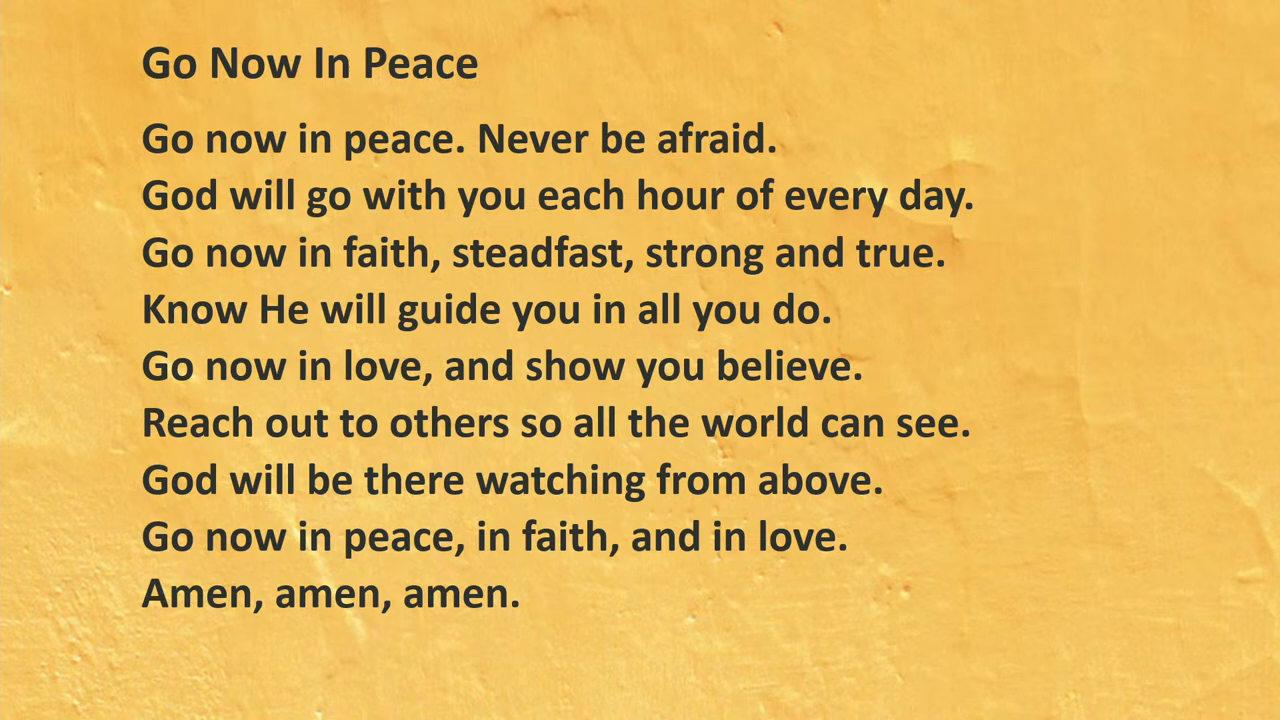 Go Now In Peace
Go now in peace. Never be afraid.
God will go with you each hour of every day.
Go now in faith, steadfast, strong and true.
Know He will guide you in all you do.
Go now in love, and show you believe.
Reach out to others so all the world can see.
God will be there watching from above.
Go now in peace, in faith, and in love.
Amen, amen, amen.